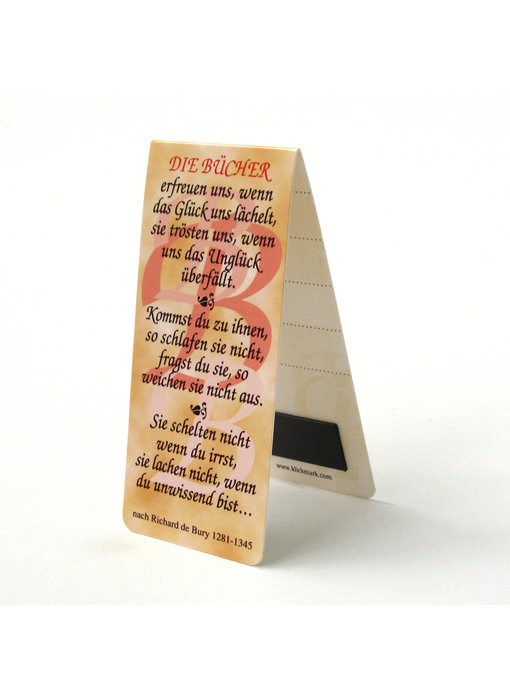 DIE BÜCHER
erfreuen uns, wenn
das Glück uns lächelt,
sie trösten uns, wenn
uns das Unglück
überfällt.
Kommst du zu ihnen,
so schlafen sie nicht,
fragst du sie, so
weichen sie nicht aus.
Sie schelten nicht
wenn du irrst,
sie lachen nicht, wenn
du unwissend bist...
nach Richard de Bury 1281-1345
www.klickmark.com